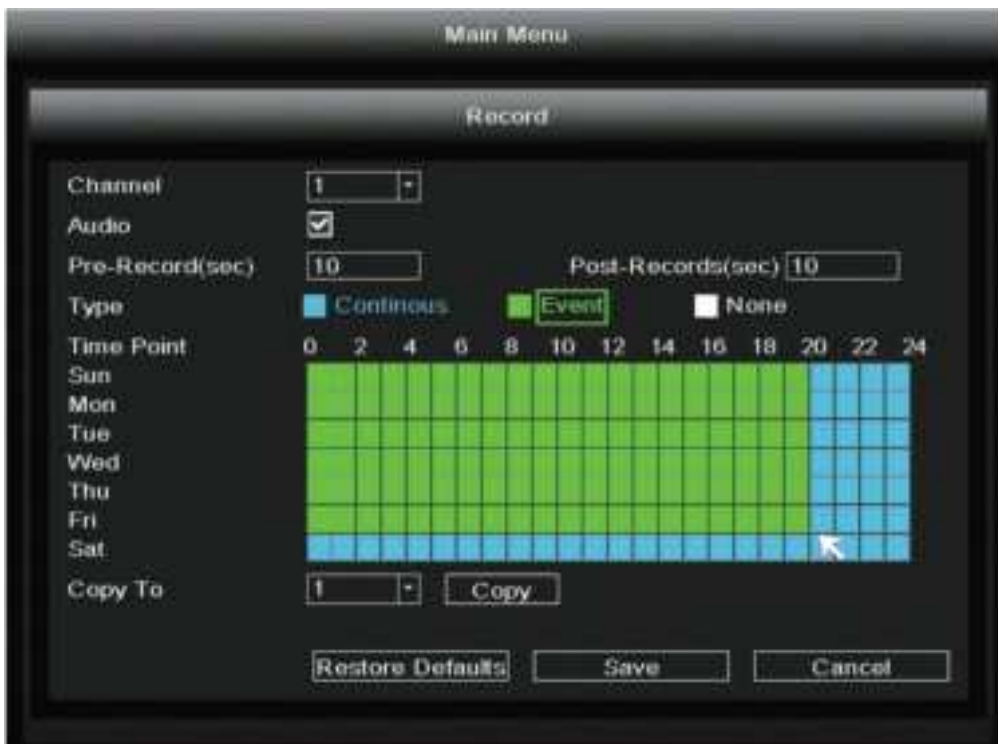 Main Menu
Record
Channel 1
Audio
Pre-Record(sec) 10 Post-Records(sec) 10
Type Continous Event None
Time Point 0 2 4 6 8 10 12 14 16 18 20 22 24
Sun
Mon
Tue
Wed
Thu
Fri
Sat
Copy To 1 Copy
Restore Defaults Save Cancel